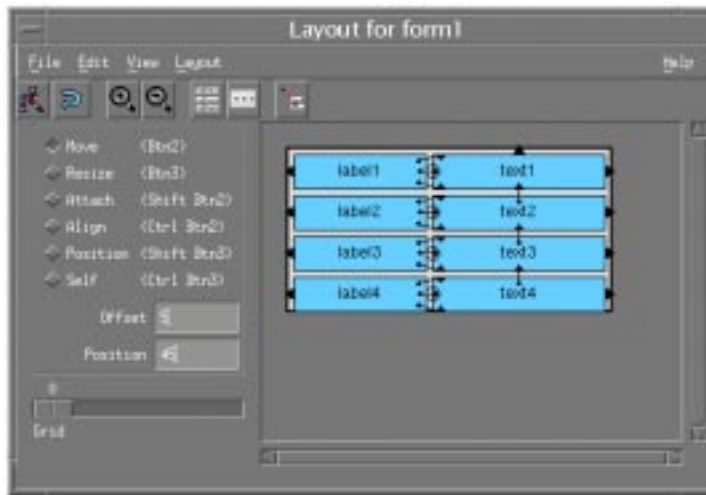 Layout for form1
File Edit View Layout Help
Move (Btn2)
Resize (Btn3)
Attach (Shift Btn2)
Align (Ctrl Btn2)
Position (Shift Btn3)
Self (Ctrl Btn3)
Offset 5
Position 45
0
Grid
label1 text1
label2 text2
label3 text3
label4 text4